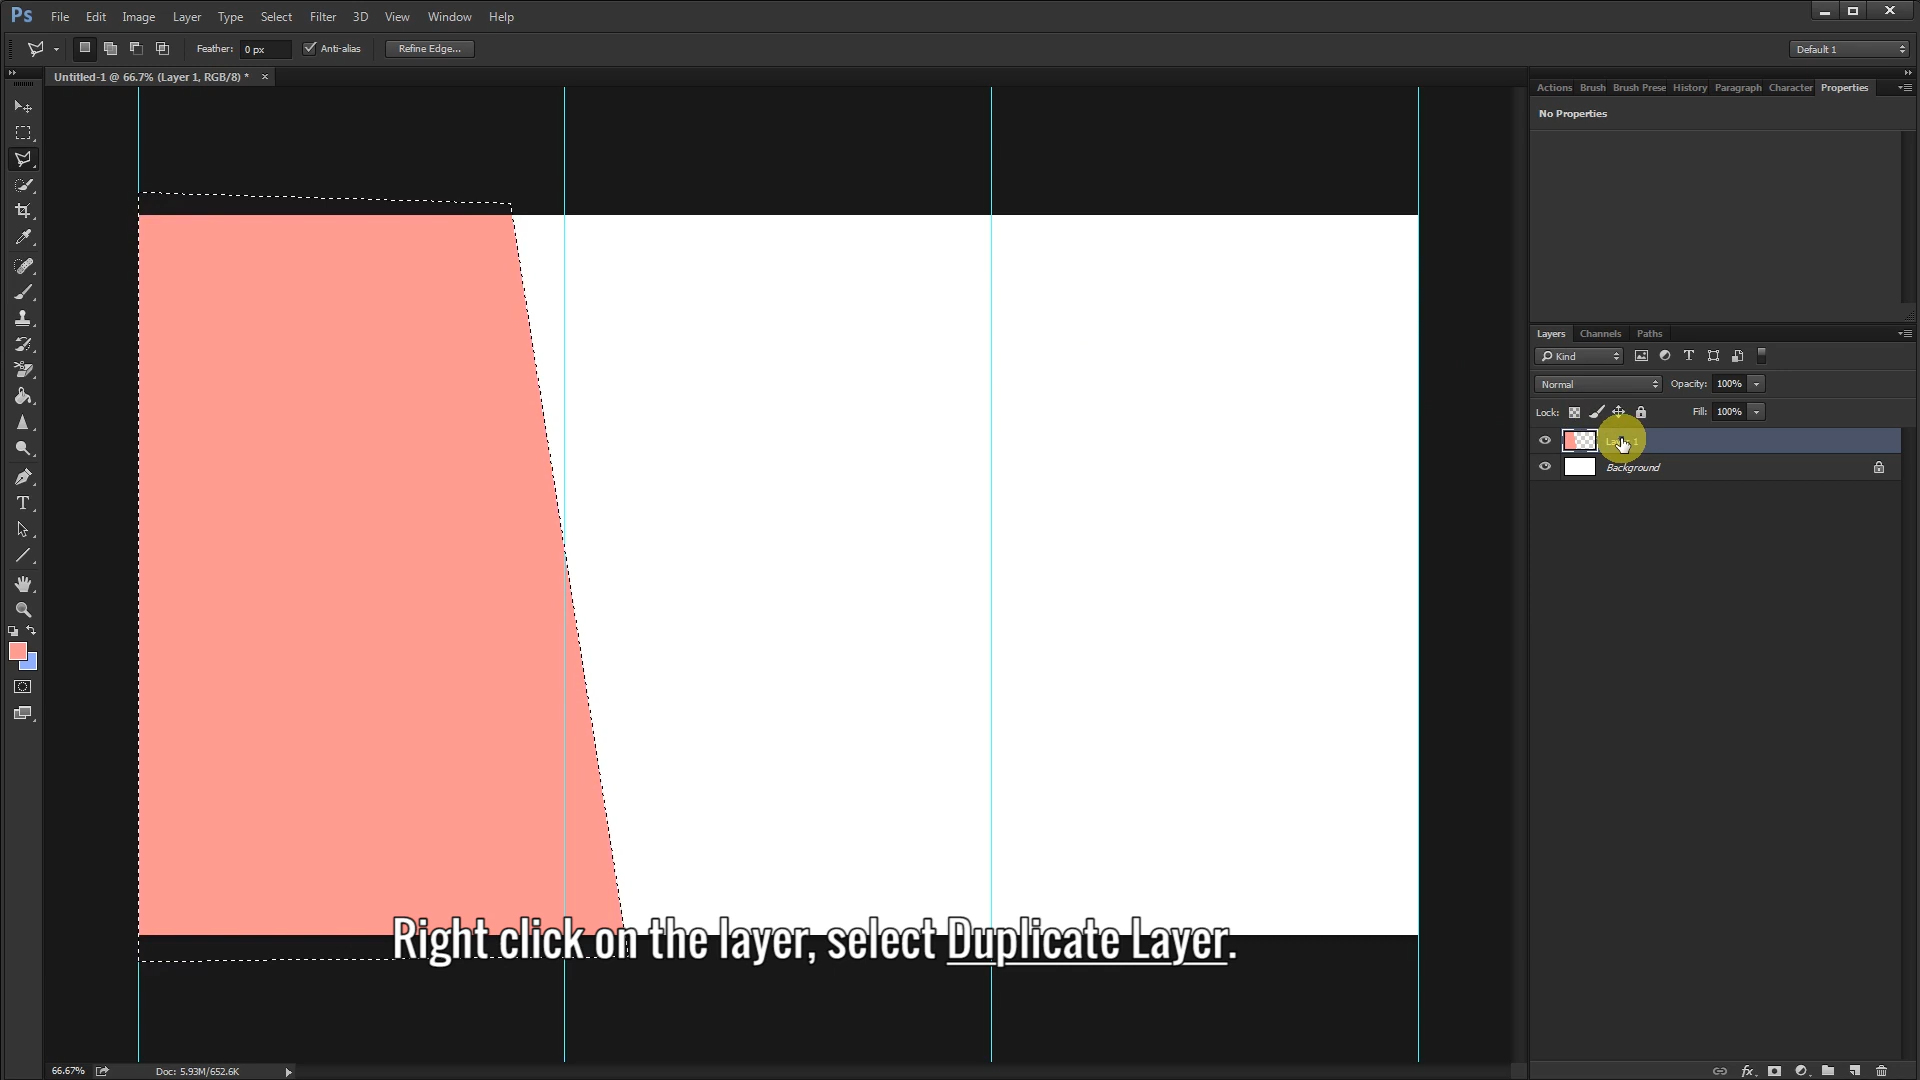 Ps File Edit Image Layer Type Select Filter 3D View Window Help
Feather: 0 px Anti-alias Refine Edge... Default 1
Untitled-1 @ 66.7% (Layer 1, RGB/8) * ×
Actions Brush Brush Prese History Paragraph Character Properties
No Properties
Layers Channels Paths
Kind
Normal Opacity: 100%
Lock: Fill: 100%
Layer 1
Background
Right click on the layer, select Duplicate Layer.
66.67% Doc: 5.93M/652.6K